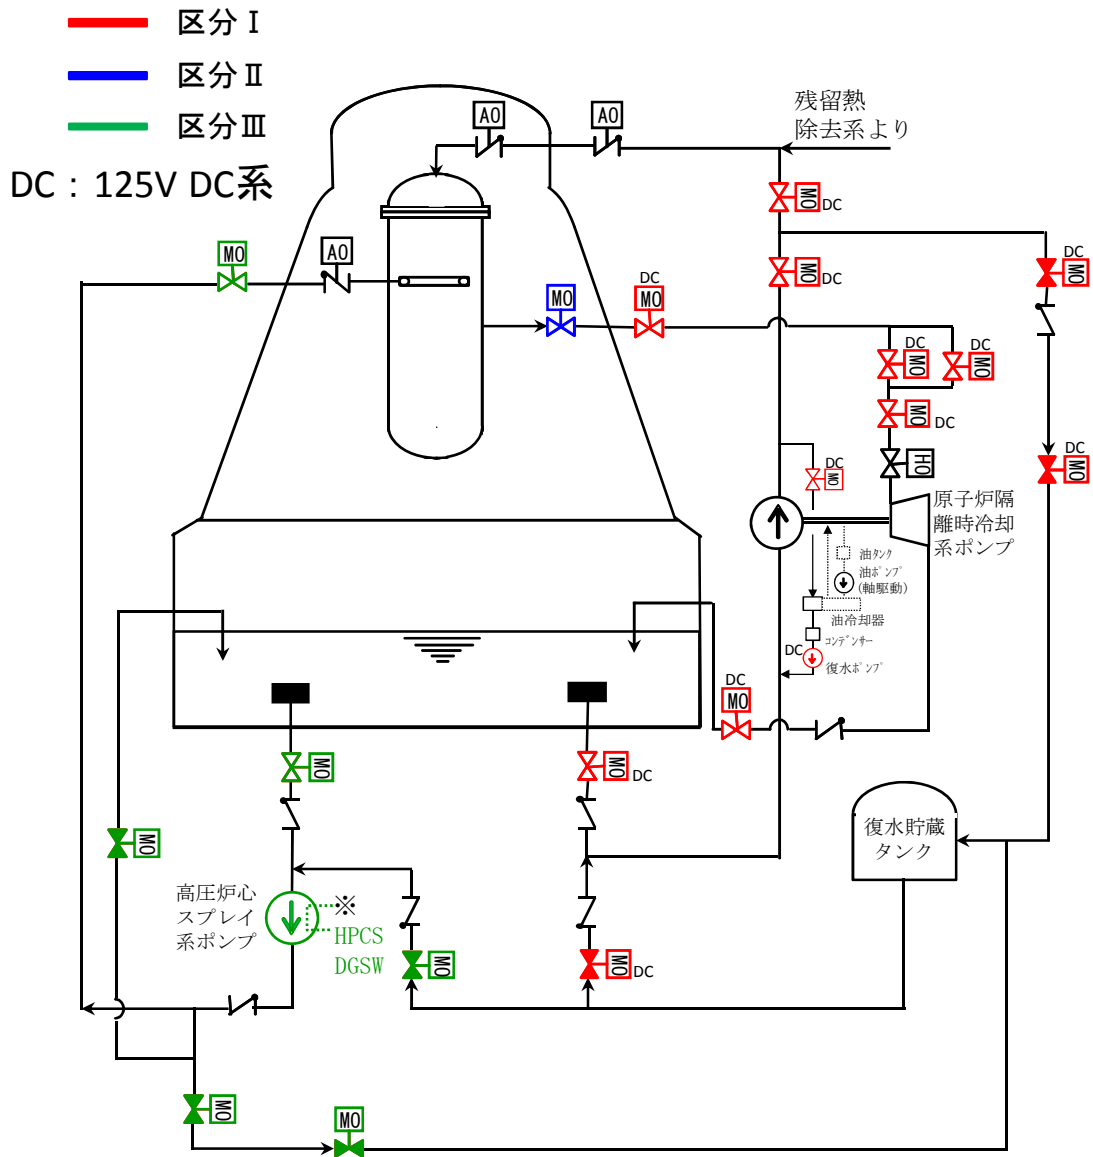 区分Ⅰ
区分Ⅱ
区分Ⅲ
DC：125V DC系
残留熱
除去系より
AO
AO
MO
DC
MO
AO
MO
DC
DC
MO
MO
DC
MO
DC
MO
DC
MO
MO
DC
HO
DC
MO
DC
MO
原子炉隔
離時冷却
系ポンプ
油タンク
油ポンプ
(軸駆動)
油冷却器
コンデンサー
DC
復水ポンプ
DC
MO
MO
MO
DC
MO
復水貯蔵
タンク
高圧炉心
スプレイ
系ポンプ
※
HPCS
DGSW
MO
MO
DC
MO
MO